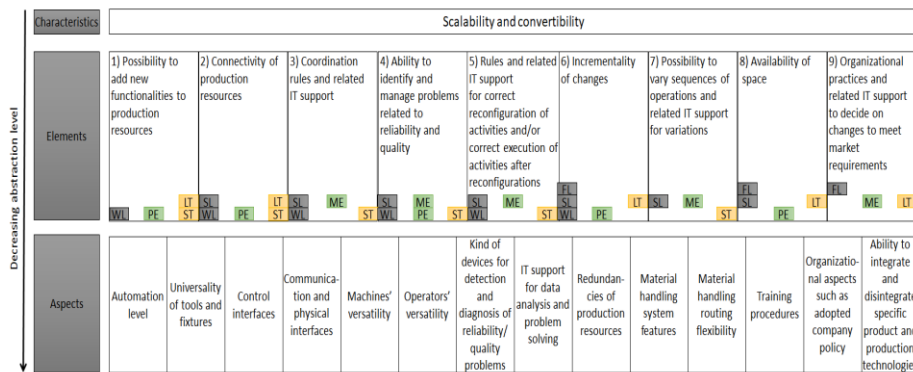 Decreasing abstraction level
Characteristics
Scalability and convertibility
Elements
1) Possibility to
add new
functionalities to
production
resources
WL PE LT
ST
2) Connectivity of
production
resources
SL
WL PE LT
ST
3) Coordination
rules and related
IT support
SL
WL ME ST
4) Ability to
identify and
manage problems
related to
reliability and
quality
SL
WL ME
PE ST
5) Rules and related
IT support
for correct
reconfiguration of
activities and/or
correct execution of
activities after
reconfigurations
SL
WL ME ST
6) Incrementality
of changes
FL
SL
WL PE LT
7) Possibility to
vary sequences of
operations and
related IT support
for variations
SL ME ST
8) Availability of
space
FL
SL PE LT
9) Organizational
practices and
related IT support
to decide on
changes to meet
market
requirements
FL ME LT
Aspects
Automation
level
Universality
of tools and
fixtures
Control
interfaces
Communica-
tion and
physical
interfaces
Machines'
versatility
Operators'
versatility
Kind of
devices for
detection
and
diagnosis of
reliability/
quality
problems
IT support
for data
analysis and
problem
solving
Redundancies
of production
resources
Material
handling
system
features
Material
handling
routing
flexibility
Training
procedures
Organizatio-
nal aspects
such as
adopted
company
policy
Ability to
integrate
and
disintegrate
specific
product and
production
technologie